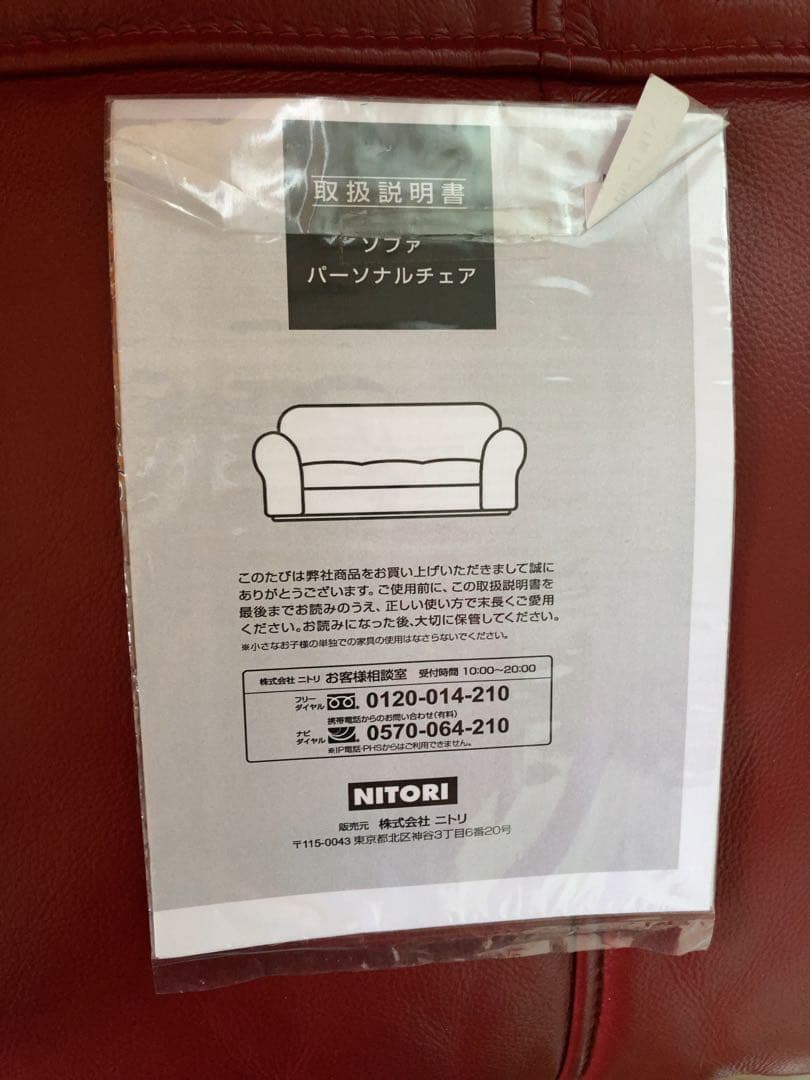 取扱説明書
ソファ
パーソナルチェア
このたびは弊社商品をお買い上げいただきまして誠に
ありがとうございます。ご使用前に、この取扱説明書を
最後までお読みのうえ、正しい使い方で末長くご愛用
ください。お読みになった後、大切に保管してください。
※小さなお子様の単独での家具の使用はなさらないでください。
株式会社 ニトリ お客様相談室 受付時間 10:00~20:00
フリーダイヤル 0120-014-210
携帯電話からのお問い合わせ(有料)
ナビダイヤル 0570-064-210
※IP電話・PHSからはご利用できません。
NITORI
販売元 株式会社 ニトリ
〒115-0043 東京都北区神谷3丁目6番20号